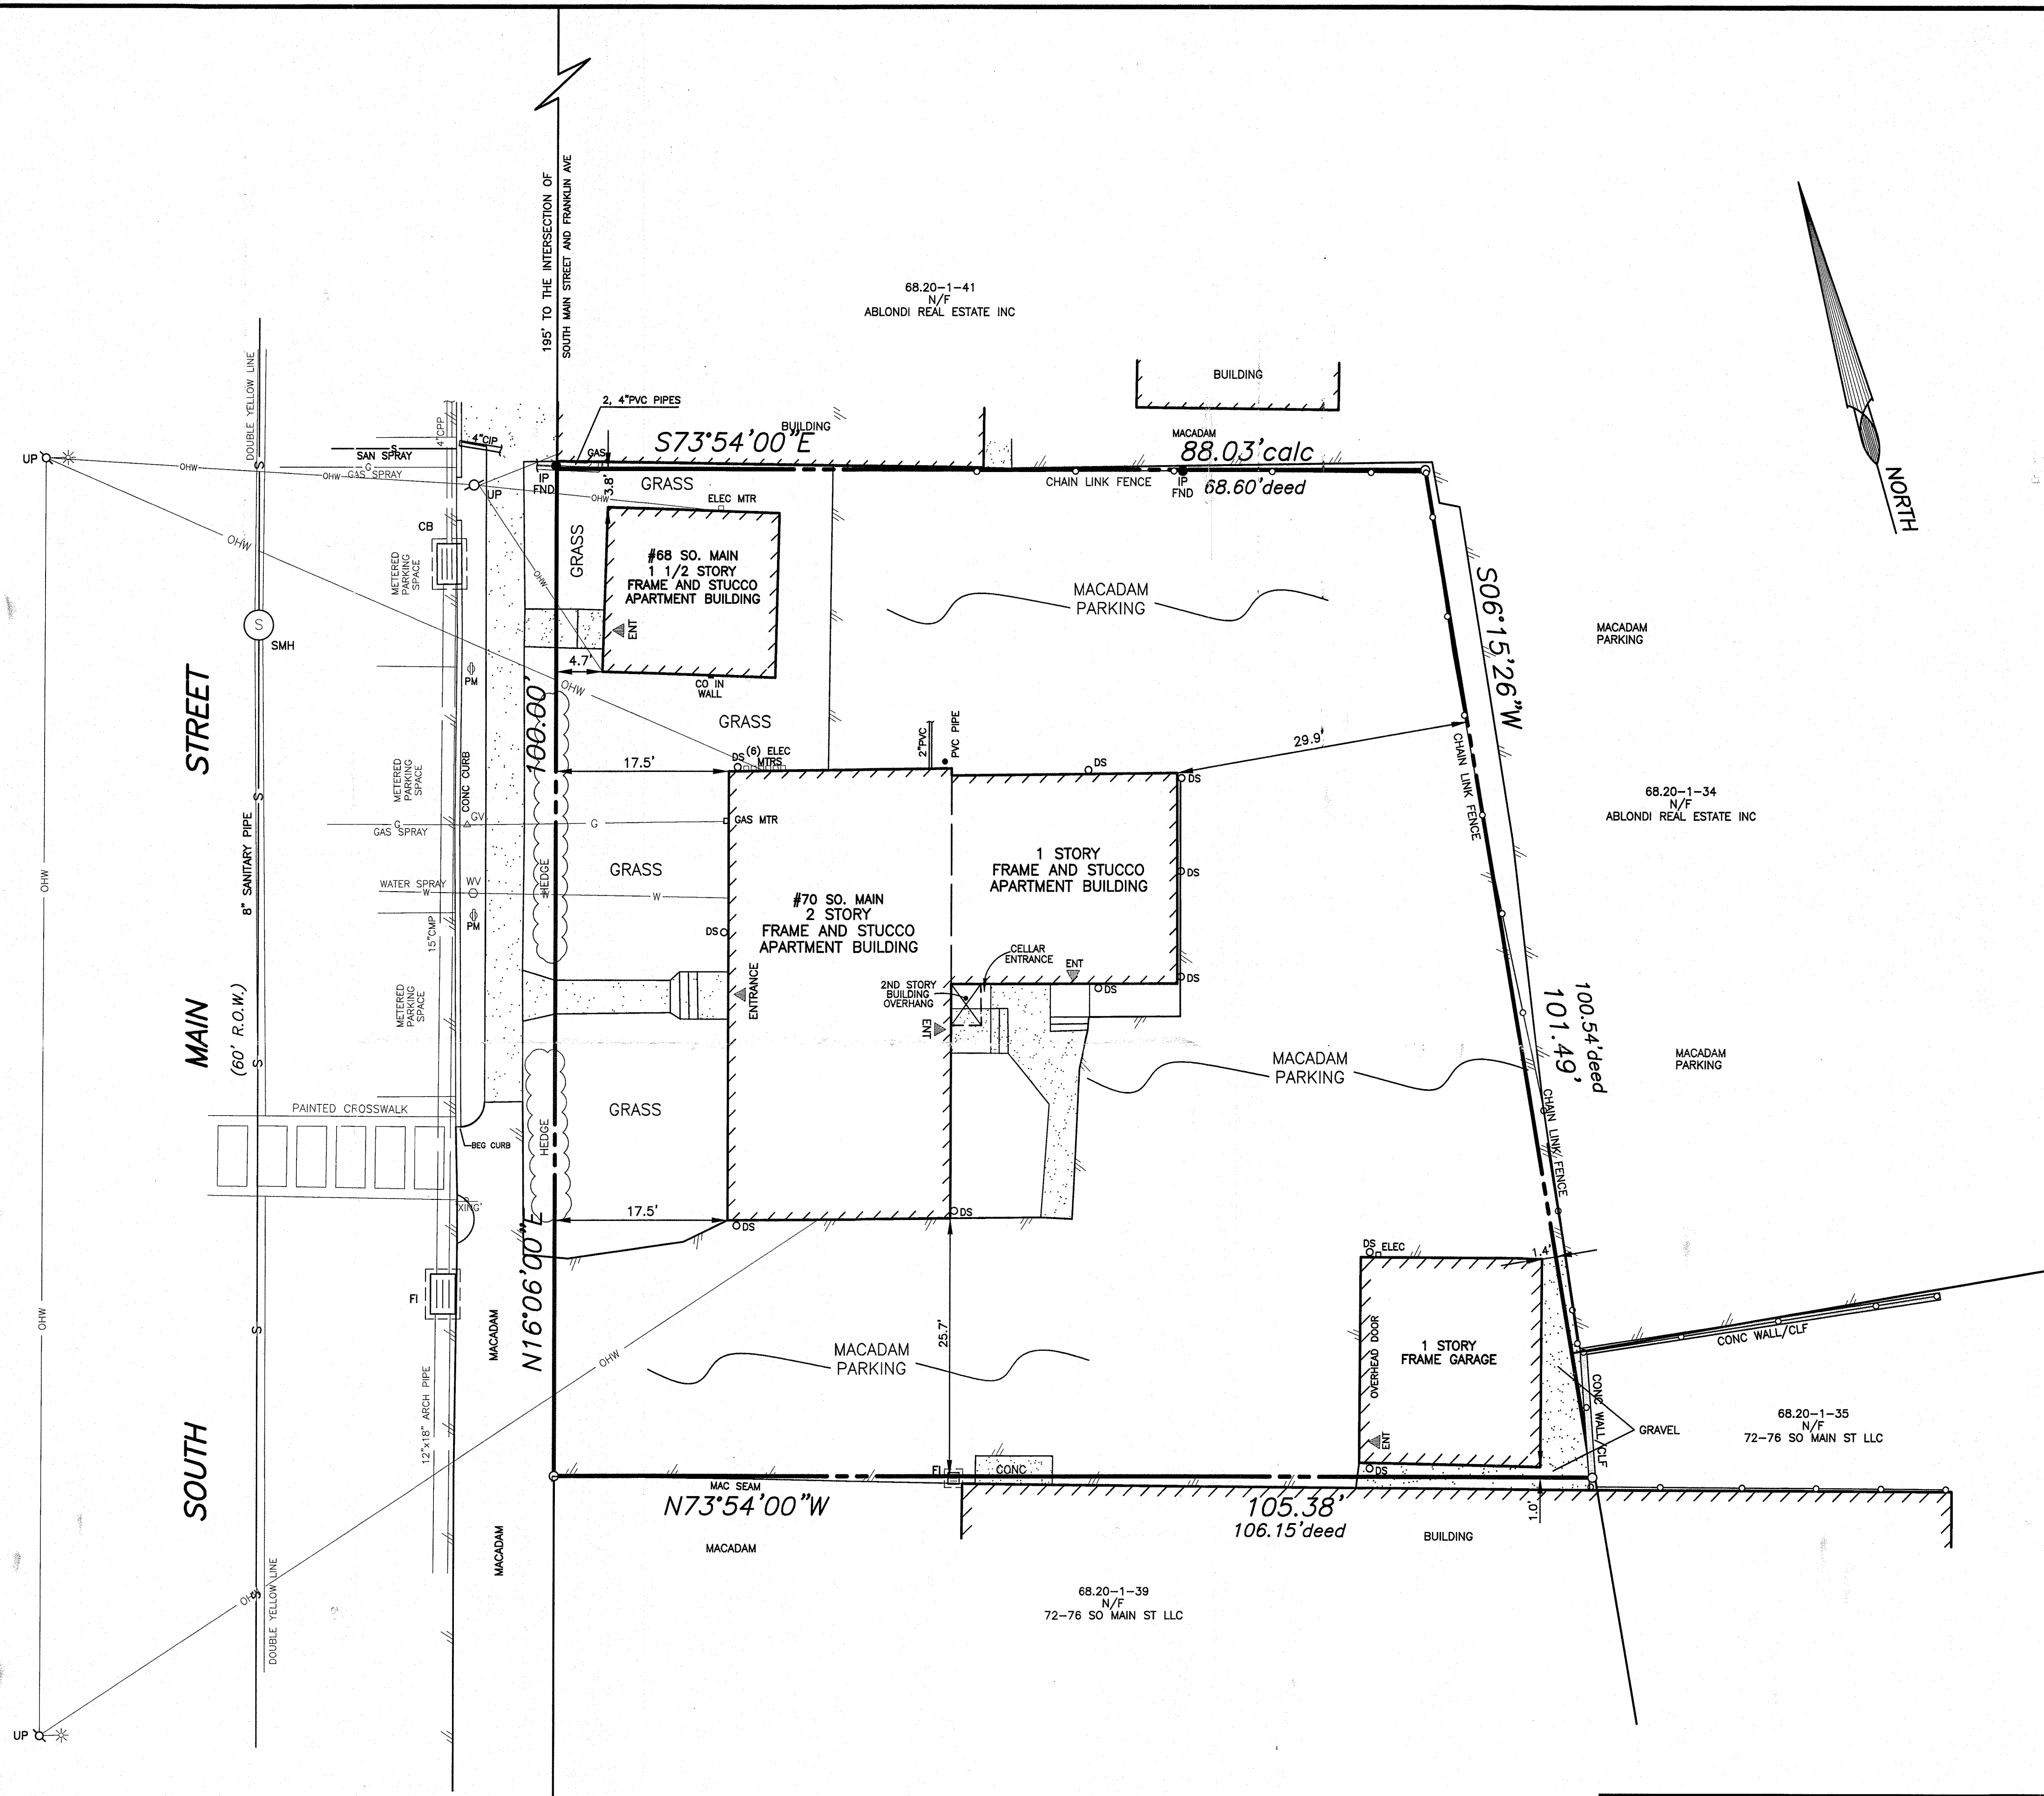 195' TO THE INTERSECTION OF
SOUTH MAIN STREET AND FRANKLIN AVE
68.20-1-41
N/F
ABLONDI REAL ESTATE INC
BUILDING
2, 4"PVC PIPES
BUILDING
MACADAM
S73°54'00"E
88.03'calc
68.60'deed
GAS
IP
FND
CHAIN LINK FENCE
IP
FND
NORTH
DOUBLE YELLOW LINE
4"CPP
4"CIP
S
SAN SPRAY
G
GAS SPRAY
UP
OHW
OHW
UP
S
3.8'
GRASS
ELEC MTR
OHW
CB
OHW
METERED
PARKING
SPACE
GRASS
OHW
#68 SO. MAIN
1 1/2 STORY
FRAME AND STUCCO
APARTMENT BUILDING
ENT
4.7'
CO IN
WALL
MACADAM
PARKING
S06°15'26"W
MACADAM
PARKING
S
SMH
PM
100.00'
OHW
GRASS
STREET
METERED
PARKING
SPACE
CONC CURB
17.5'
DS
(6) ELEC
MTRS
2"PVC
PVC PIPE
DS
DS
29.9'
CHAIN LINK FENCE
68.20-1-34
N/F
ABLONDI REAL ESTATE INC
S
8" SANITARY PIPE
G
GAS SPRAY
GV
G
GAS MTR
1 STORY
FRAME AND STUCCO
APARTMENT BUILDING
DS
OHW
WATER SPRAY
W
WV
HEDGE
W
W
GRASS
#70 SO. MAIN
2 STORY
FRAME AND STUCCO
APARTMENT BUILDING
PM
15"CMP
DS
CELLAR
ENTRANCE
ENT
DS
DS
2ND STORY
BUILDING
OVERHANG
ENT
ENTRANCE
MAIN
(60' R.O.W.)
S
METERED
PARKING
SPACE
MACADAM
PARKING
100.54'deed
101.49'
MACADAM
PARKING
PAINTED CROSSWALK
BEG CURB
HEDGE
GRASS
CHAIN LINK FENCE
XING
17.5'
DS
DS
N16°06'00"E
FI
S
MACADAM
OHW
OHW
12"x18" ARCH PIPE
MACADAM
PARKING
25.7'
DS
ELEC
1.4'
OVERHEAD DOOR
1 STORY
FRAME GARAGE
ENT
DS
CONC WALL/CLF
CONC WALL/CLF
GRAVEL
68.20-1-35
N/F
72-76 SO MAIN ST LLC
SOUTH
FI
CONC
MAC SEAM
N73°54'00"W
105.38'
106.15'deed
1.0'
BUILDING
MACADAM
MACADAM
OHW
S
DOUBLE YELLOW LINE
68.20-1-39
N/F
72-76 SO MAIN ST LLC
UP